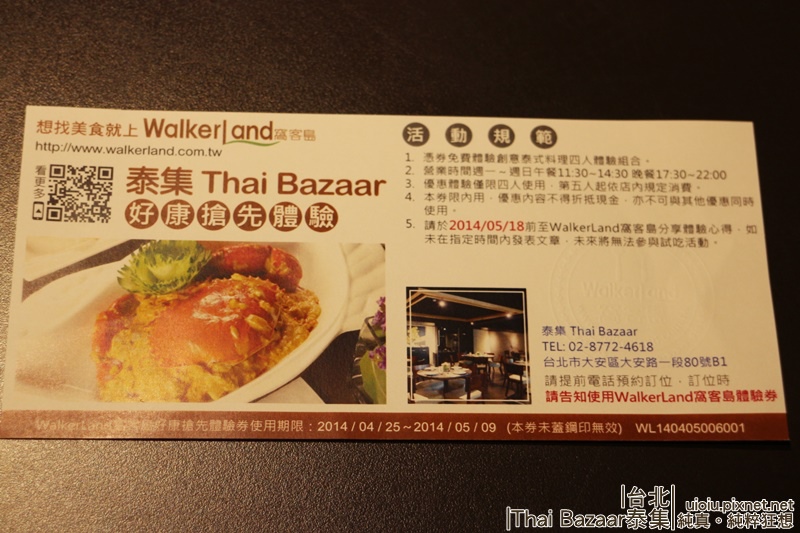 想找美食就上 WalkerLand 窩客島
http://www.walkerland.com.tw
看更多
泰集 Thai Bazaar
好康搶先體驗
活動規範
1. 憑券免費體驗創意泰式料理四人體驗組合。
2. 營業時間週一～週日午餐11:30~14:30 晚餐17:30~22:00
3. 優惠體驗僅限四人使用，第五人起依店內規定消費。
4. 本券限內用，優惠內容不得折抵現金，亦不可與其他優惠同時
使用。
5. 請於2014/05/18前至WalkerLand窩客島分享體驗心得，如
未在指定時間內發表文章，未來將無法參與試吃活動。
WalkerLand
泰集 Thai Bazaar
TEL: 02-8772-4618
台北市大安區大安路一段80號B1
請提前電話預約訂位，訂位時
請告知使用WalkerLand窩客島體驗券
WalkerLand 窩客島好康搶先體驗券使用期限：2014 / 04 / 25～2014 / 05 / 09 (本券未蓋鋼印無效) WL140405006001
|台北|
|Thai Bazaar泰集|
uioiu.pixnet.net
純真・純粹狂想